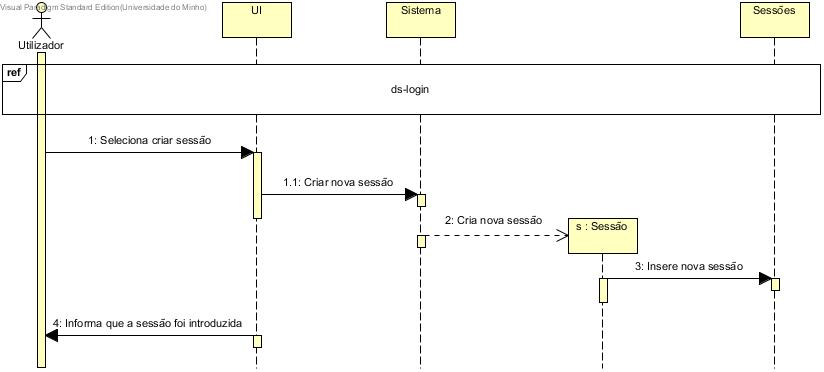 Visual Paradigm Standard Edition(Universidade do Minho)
UI
Sistema
Sessões
Utilizador
ref
ds-login
1: Seleciona criar sessão
1.1: Criar nova sessão
2: Cria nova sessão
s : Sessão
3: Insere nova sessão
4: Informa que a sessão foi introduzida